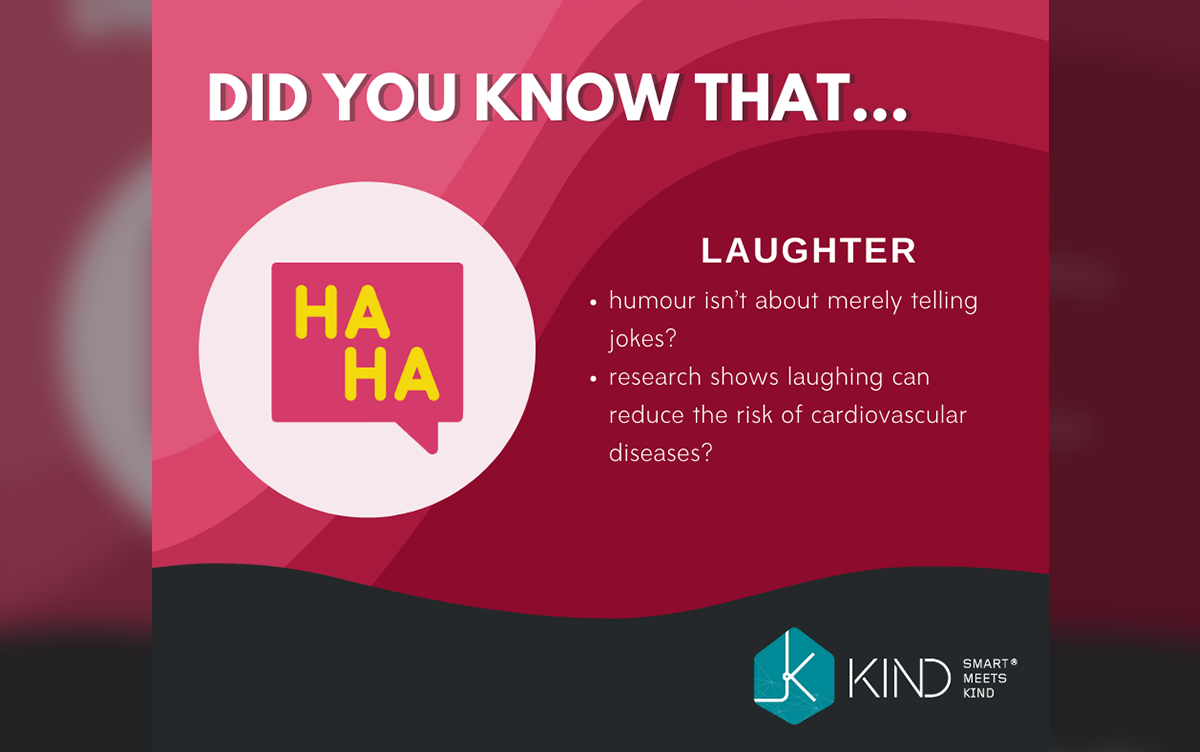 DID YOU KNOW THAT...
HA
HA
LAUGHTER
• humour isn't about merely telling
jokes?
• research shows laughing can
reduce the risk of cardiovascular
diseases?
K
KIND
SMART®
MEETS
KIND